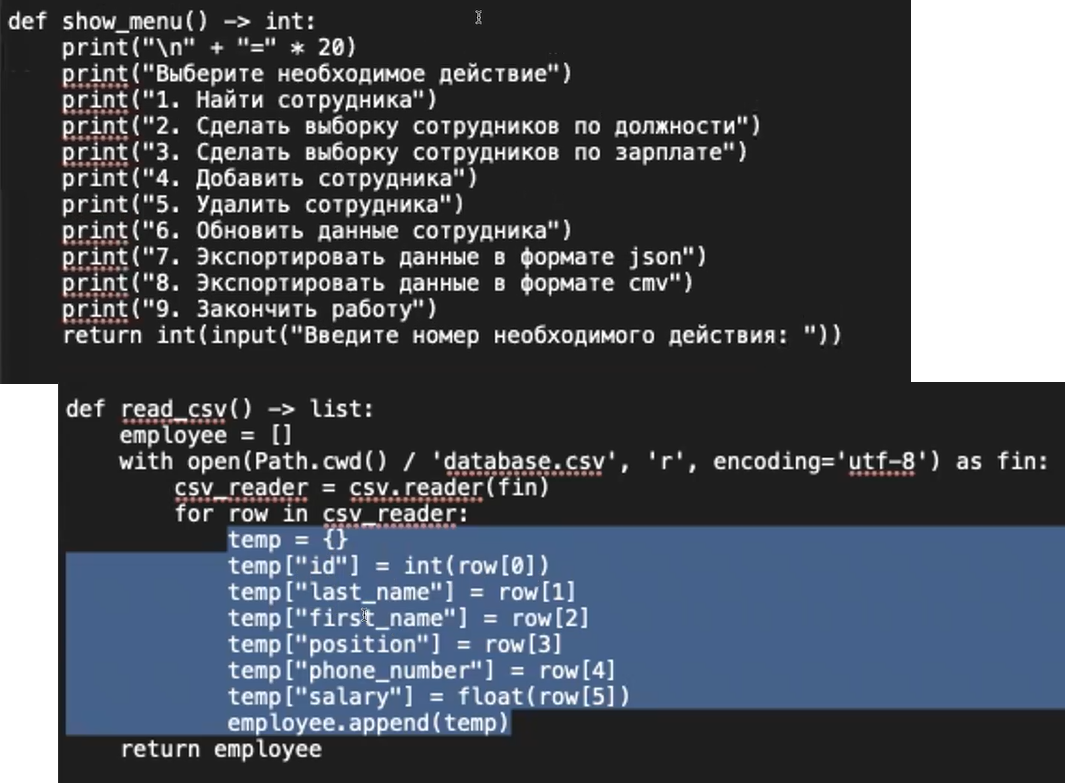 def show_menu() -> int:
    print("\n" + "=" * 20)
    print("Выберите необходимое действие")
    print("1. Найти сотрудника")
    print("2. Сделать выборку сотрудников по должности")
    print("3. Сделать выборку сотрудников по зарплате")
    print("4. Добавить сотрудника")
    print("5. Удалить сотрудника")
    print("6. Обновить данные сотрудника")
    print("7. Экспортировать данные в формате json")
    print("8. Экспортировать данные в формате cmv")
    print("9. Закончить работу")
    return int(input("Введите номер необходимого действия: "))
def read_csv() -> list:
    employee = []
    with open(Path.cwd() / 'database.csv', 'r', encoding='utf-8') as fin:
        csv_reader = csv.reader(fin)
        for row in csv_reader:
            temp = {}
            temp["id"] = int(row[0])
            temp["last_name"] = row[1]
            temp["first_name"] = row[2]
            temp["position"] = row[3]
            temp["phone_number"] = row[4]
            temp["salary"] = float(row[5])
            employee.append(temp)
    return employee